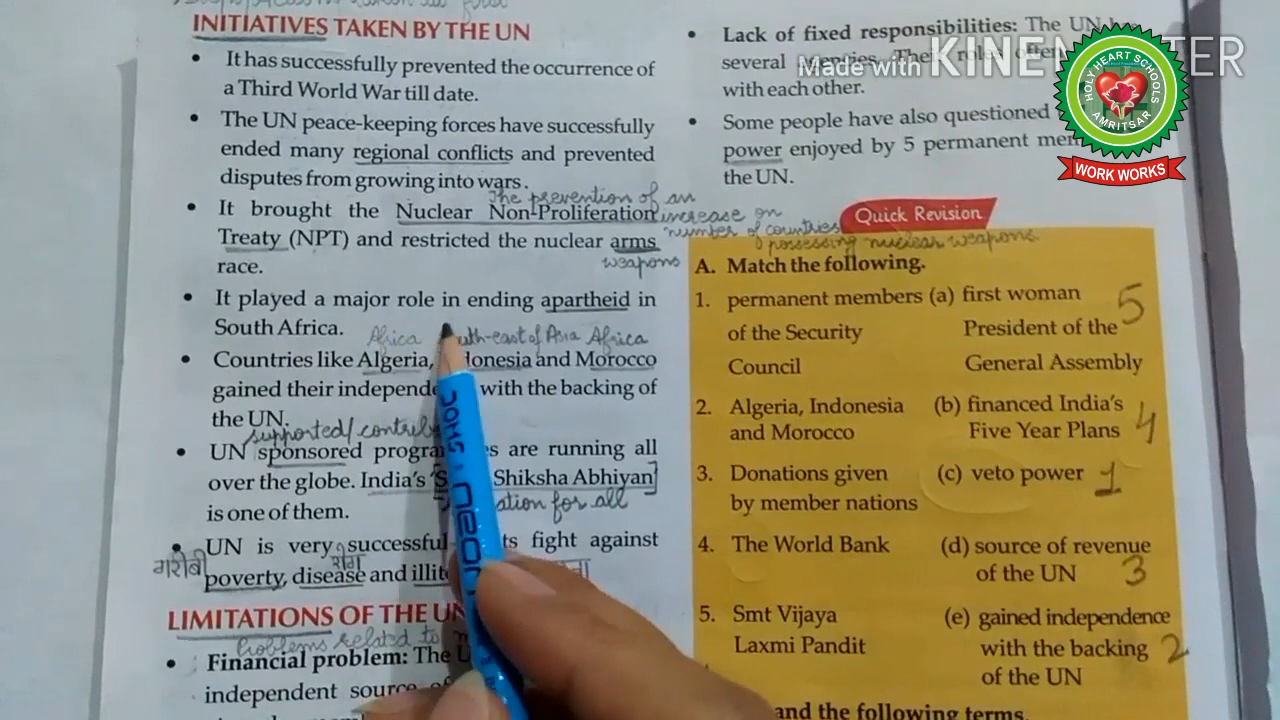 INITIATIVES TAKEN BY THE UN
• It has successfully prevented the occurrence of
a Third World War till date.
• The UN peace-keeping forces have successfully
ended many regional conflicts and prevented
disputes from growing into wars.
The prevention of an
• It brought the Nuclear Non-Proliferation
increase on
number of countries
possessing nuclear weapons.
Treaty (NPT) and restricted the nuclear arms
weapons
race.
• It played a major role in ending apartheid in
South Africa.
Africa south-east of Asia Africa
• Countries like Algeria, Indonesia and Morocco
gained their with the backing of
the UN.
supported/
• UN sponsored are running all
over the globe. India's Shiksha Abhiyan]
for all
is one of them.
• UN is very successful fight against
गरीबी रोग
poverty, disease and
LIMITATIONS OF THE UN
Problems related to
• Financial problem: The
independent source
• Lack of fixed responsibilities: The UN
several
with each other.
• Some people have also questioned
power enjoyed by 5 permanent
the UN.
Made with KINEMASTER
HOLY HEART SCHOOLS
AMRITSAR
WORK WORKS
Quick Revision
A. Match the following.
1. permanent members (a) first woman 5
of the Security President of the
Council General Assembly
2. Algeria, Indonesia (b) financed India's
and Morocco Five Year Plans 4
3. Donations given (c) veto power 1
by member nations
4. The World Bank (d) source of revenue
of the UN 3
5. Smt Vijaya (e) gained independence
Laxmi Pandit with the backing 2
of the UN
and the following terms.